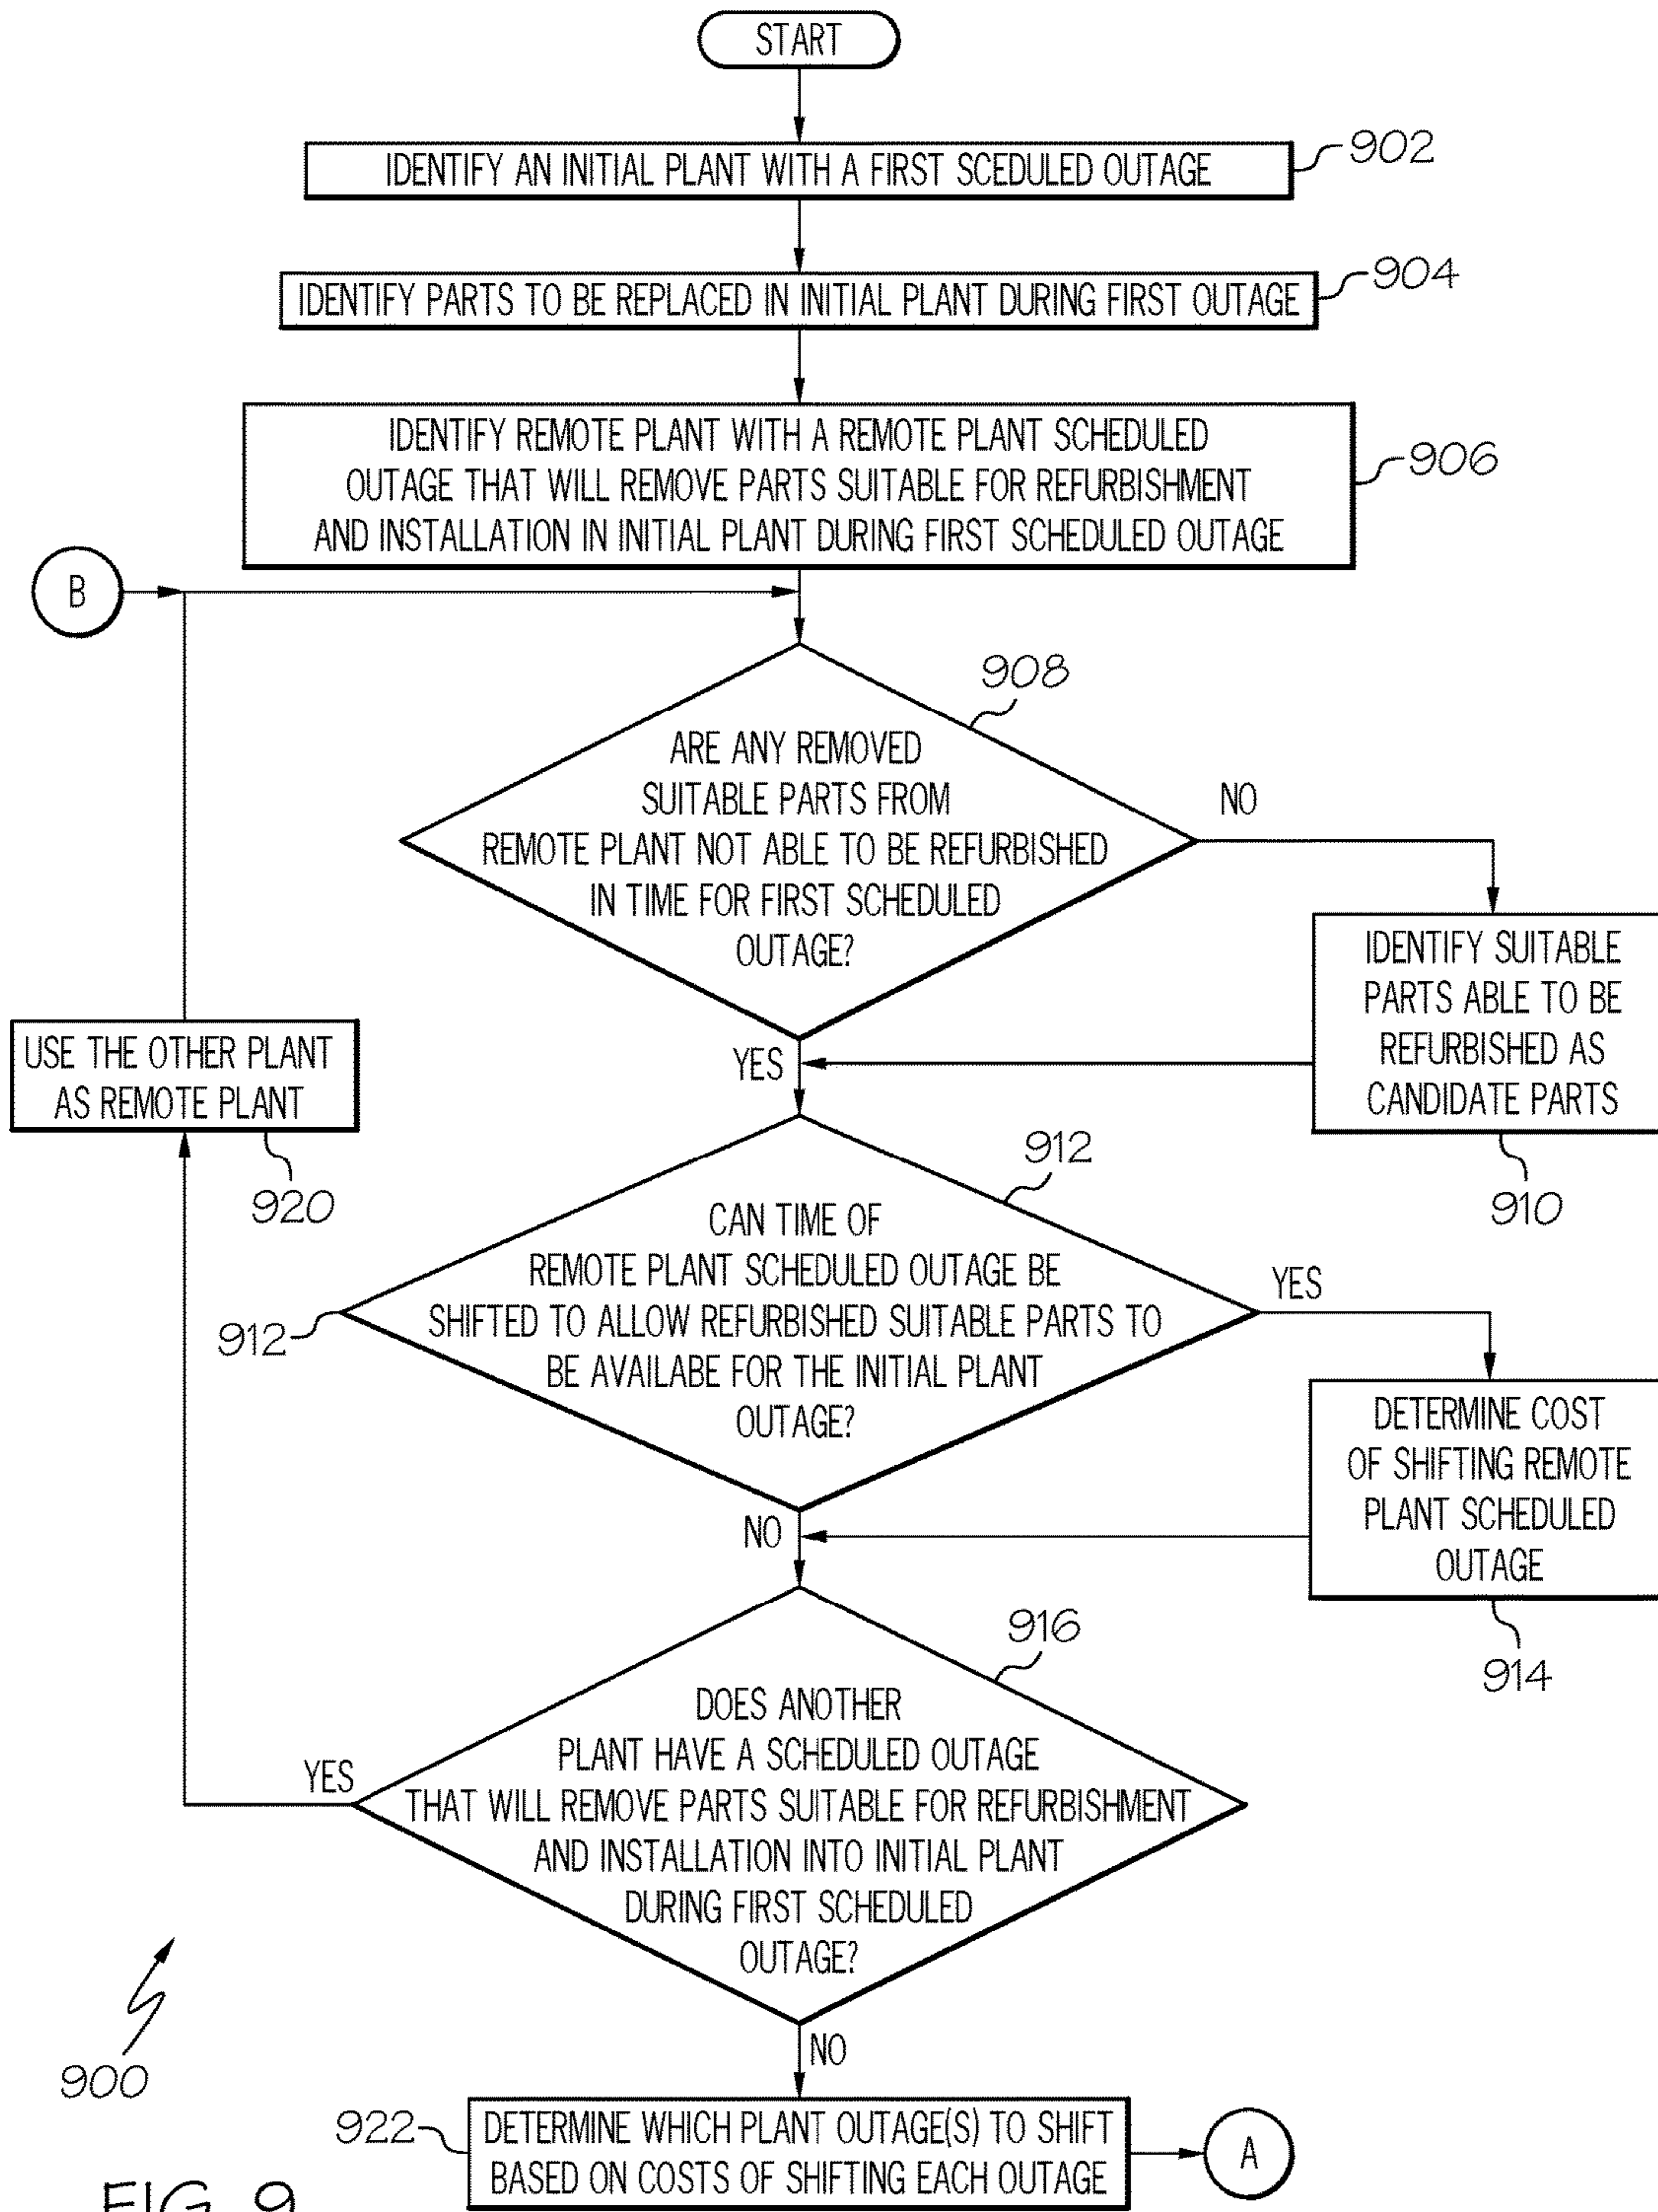 START
IDENTIFY AN INITIAL PLANT WITH A FIRST SCEDULED OUTAGE
902
IDENTIFY PARTS TO BE REPLACED IN INITIAL PLANT DURING FIRST OUTAGE
904
IDENTIFY REMOTE PLANT WITH A REMOTE PLANT SCHEDULED
OUTAGE THAT WILL REMOVE PARTS SUITABLE FOR REFURBISHMENT
AND INSTALLATION IN INITIAL PLANT DURING FIRST SCHEDULED OUTAGE
906
B
908
ARE ANY REMOVED
SUITABLE PARTS FROM
REMOTE PLANT NOT ABLE TO BE REFURBISHED
IN TIME FOR FIRST SCHEDULED
OUTAGE?
NO
IDENTIFY SUITABLE
PARTS ABLE TO BE
REFURBISHED AS
CANDIDATE PARTS
910
YES
USE THE OTHER PLANT
AS REMOTE PLANT
920
912
CAN TIME OF
REMOTE PLANT SCHEDULED OUTAGE BE
SHIFTED TO ALLOW REFURBISHED SUITABLE PARTS TO
BE AVAILABE FOR THE INITIAL PLANT
OUTAGE?
912
YES
DETERMINE COST
OF SHIFTING REMOTE
PLANT SCHEDULED
OUTAGE
914
NO
916
DOES ANOTHER
PLANT HAVE A SCHEDULED OUTAGE
THAT WILL REMOVE PARTS SUITABLE FOR REFURBISHMENT
AND INSTALLATION INTO INITIAL PLANT
DURING FIRST SCHEDULED
OUTAGE?
YES
NO
900
922
DETERMINE WHICH PLANT OUTAGE(S) TO SHIFT
BASED ON COSTS OF SHIFTING EACH OUTAGE
A
FIG. 9